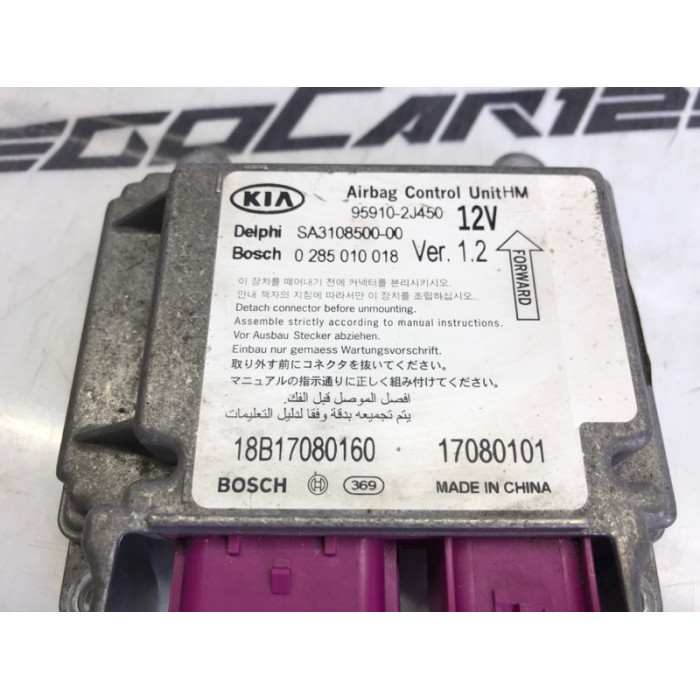 EGOCAR125
KIA Airbag Control UnitHM
95910-2J450 12V
Delphi SA3108500-00
Bosch 0 285 010 018 Ver. 1.2
FORWARD
이 장치를 떼어내기 전에 커넥터를 분리시키시오.
안내 책자의 지침에 따라서만 이 장치를 조립하십시오.
Detach connector before unmounting.
Assemble strictly according to manual instructions.
Vor Ausbau Stecker abziehen.
Einbau nur gemaess Wartungsvorschrift.
取り外す前にコネクタを抜いてください。
マニュアルの指示通りに正しく組み付けてください。
افصل الموصل قبل الفك.
يتم تجميعه بدقة وفقا لدليل التعليمات.
18B17080160 17080101
BOSCH H 369 MADE IN CHINA